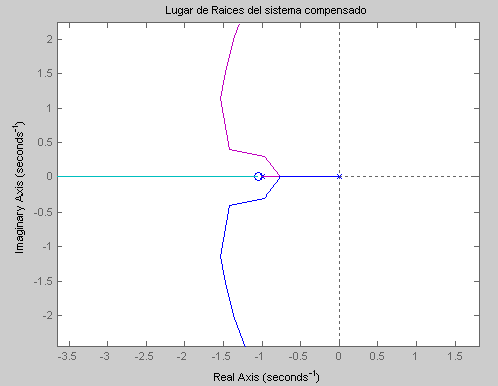 Lugar de Raices del sistema compensado
2
1.5
1
0.5
0
-0.5
-1
-1.5
-2
Imaginary Axis (seconds⁻¹)
-3.5 -3 -2.5 -2 -1.5 -1 -0.5 0 0.5 1 1.5
Real Axis (seconds⁻¹)